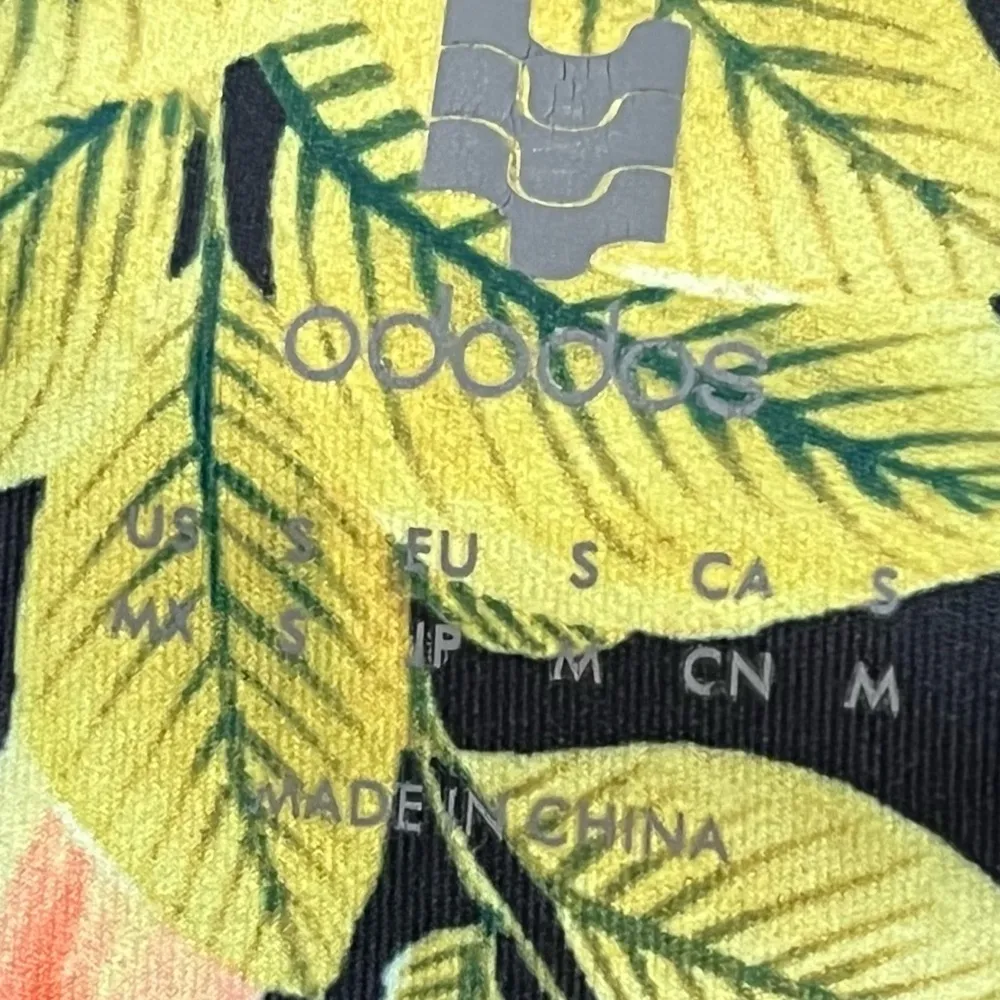 ododos
US S EU S CA S
MX S JP M CN M
MADE IN CHINA